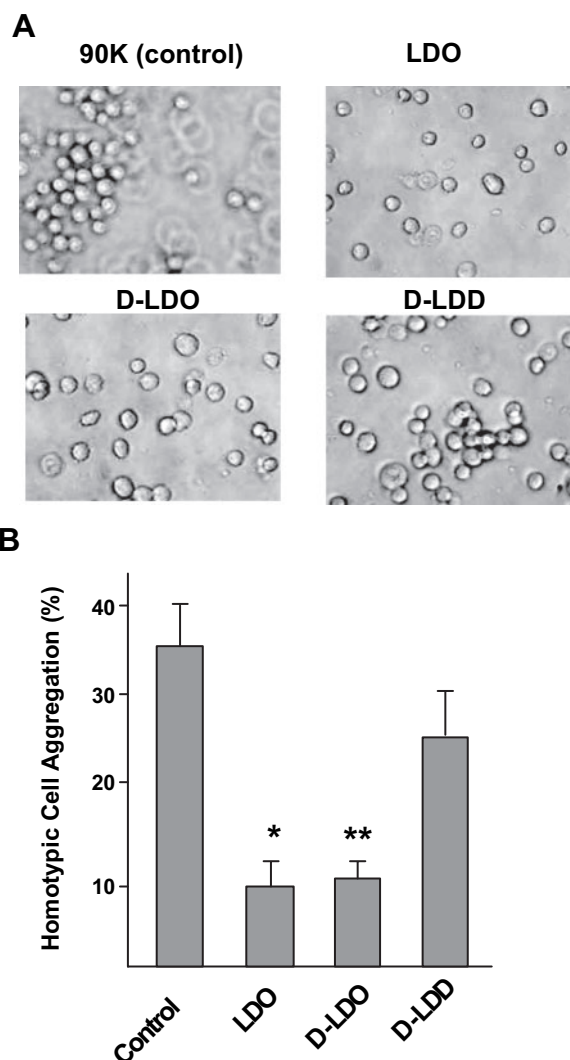 A
90K (control)
LDO
D-LDO
D-LDD
B
Homotypic Cell Aggregation (%)
40
30
20
10
*
**
Control
LDO
D-LDO
D-LDD